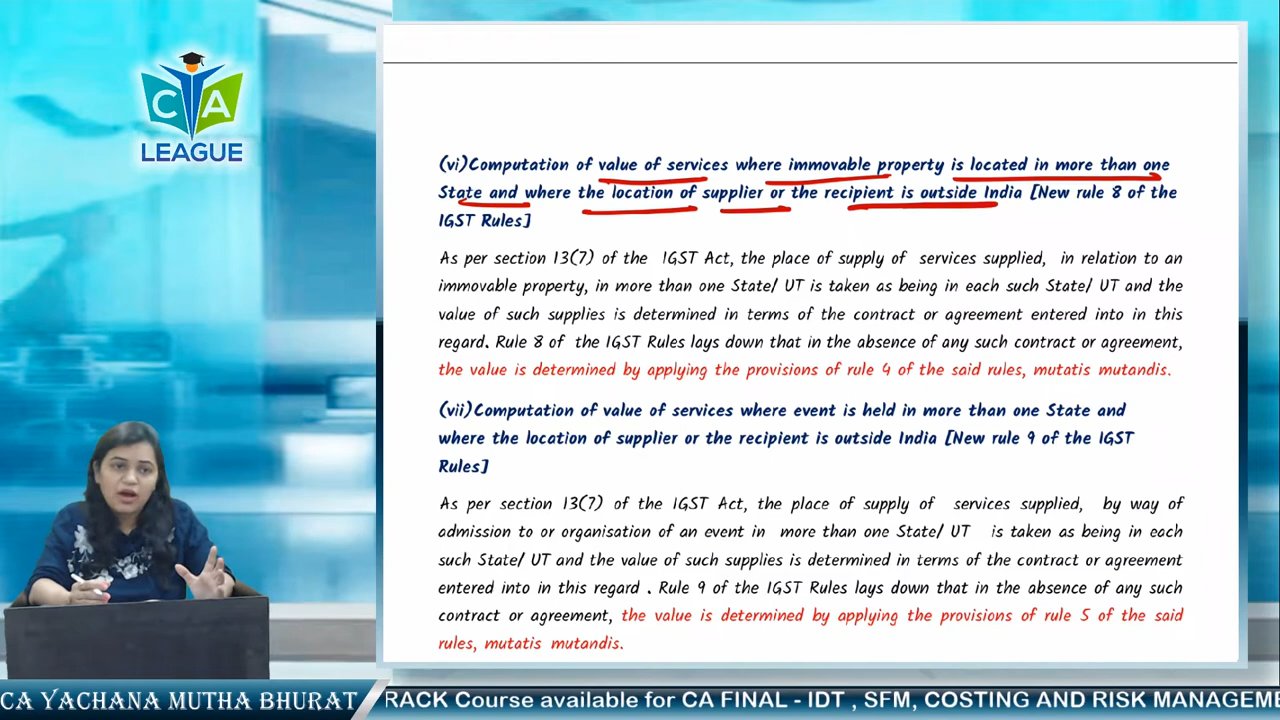 C A
LEAGUE
(vi)Computation of value of services where immovable property is located in more than one
State and where the location of supplier or the recipient is outside India [New rule 8 of the
IGST Rules]
As per section 13(7) of the IGST Act, the place of supply of services supplied, in relation to an
immovable property, in more than one State/ UT is taken as being in each such State/ UT and the
value of such supplies is determined in terms of the contract or agreement entered into in this
regard. Rule 8 of the IGST Rules lays down that in the absence of any such contract or agreement,
the value is determined by applying the provisions of rule 4 of the said rules, mutatis mutandis.
(vii)Computation of value of services where event is held in more than one State and
where the location of supplier or the recipient is outside India [New rule 9 of the IGST
Rules]
As per section 13(7) of the IGST Act, the place of supply of services supplied, by way of
admission to or organisation of an event in more than one State/ UT is taken as being in each
such State/ UT and the value of such supplies is determined in terms of the contract or agreement
entered into in this regard . Rule 9 of the IGST Rules lays down that in the absence of any such
contract or agreement, the value is determined by applying the provisions of rule 5 of the said
rules, mutatis mutandis.
CA YACHANA MUTHA BHURAT
RACK Course available for CA FINAL - IDT , SFM, COSTING AND RISK MANAGEME